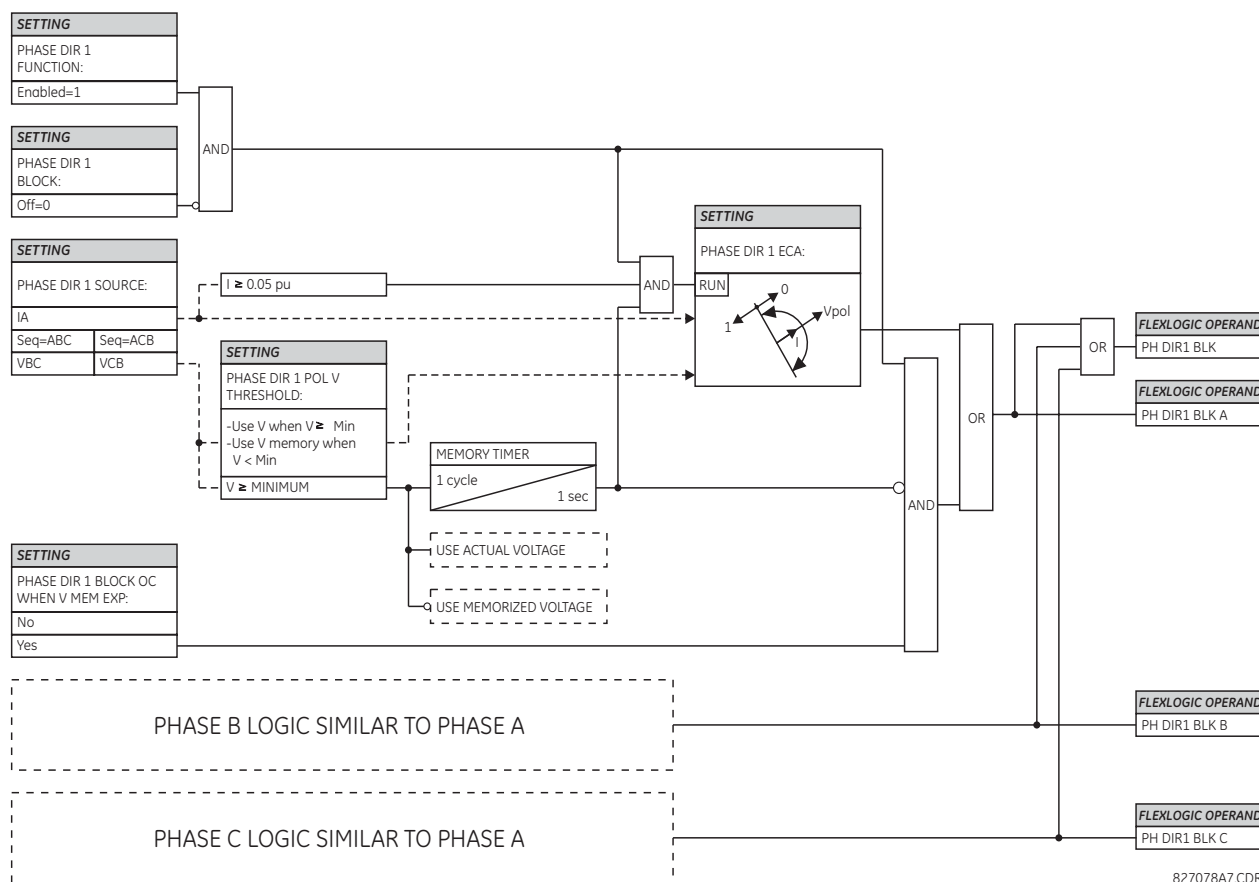 SETTING
PHASE DIR 1
FUNCTION:
Enabled=1
SETTING
PHASE DIR 1
BLOCK:
Off=0
AND
SETTING
PHASE DIR 1 SOURCE:
IA
Seq=ABC Seq=ACB
VBC VCB
I ≥ 0.05 pu
SETTING
PHASE DIR 1 POL V
THRESHOLD:
-Use V when V ≥ Min
-Use V memory when
V < Min
V ≥ MINIMUM
MEMORY TIMER
1 cycle
1 sec
USE ACTUAL VOLTAGE
USE MEMORIZED VOLTAGE
AND
SETTING
PHASE DIR 1 ECA:
RUN
0
1
Vpol
I
SETTING
PHASE DIR 1 BLOCK OC
WHEN V MEM EXP:
No
Yes
AND
OR
OR
FLEXLOGIC OPERAND
PH DIR1 BLK
FLEXLOGIC OPERAND
PH DIR1 BLK A
PHASE B LOGIC SIMILAR TO PHASE A
FLEXLOGIC OPERAND
PH DIR1 BLK B
PHASE C LOGIC SIMILAR TO PHASE A
FLEXLOGIC OPERAND
PH DIR1 BLK C
827078A7.CDR